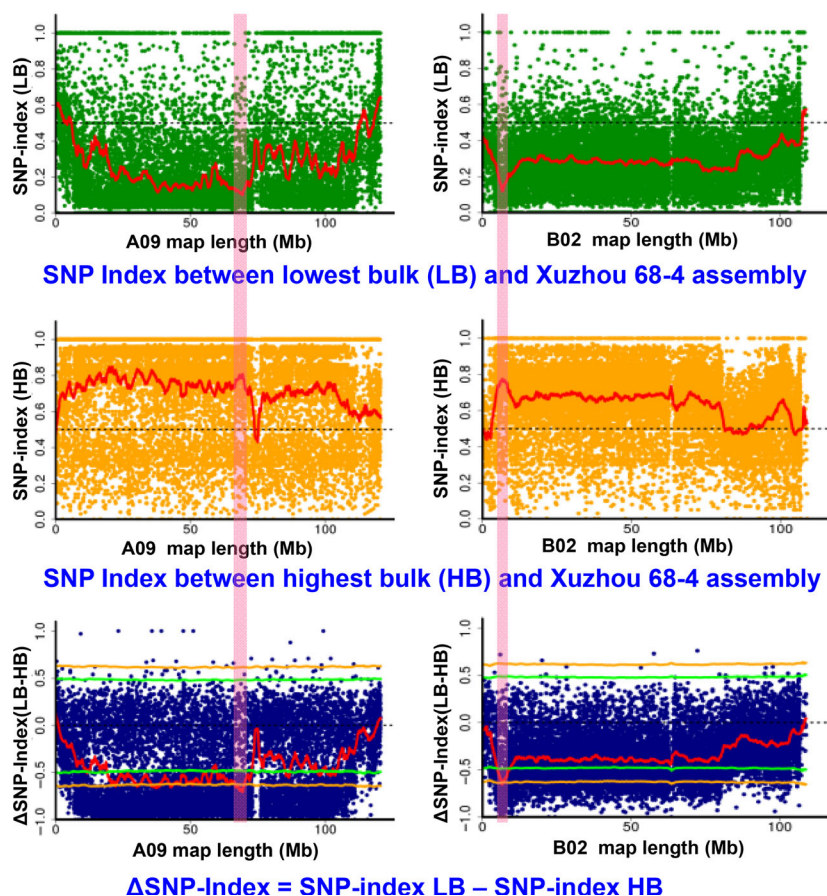 SNP-index (LB)
1.0
0.8
0.6
0.4
0.2
0.0
0 50 100
A09 map length (Mb)
SNP-index (LB)
1.0
0.8
0.6
0.4
0.2
0.0
0 50 100
B02 map length (Mb)
SNP Index between lowest bulk (LB) and Xuzhou 68-4 assembly
SNP-index (HB)
1.0
0.8
0.6
0.4
0.2
0.0
0 50 100
A09 map length (Mb)
SNP-index (HB)
1.0
0.8
0.6
0.4
0.2
0.0
0 50 100
B02 map length (Mb)
SNP Index between highest bulk (HB) and Xuzhou 68-4 assembly
ΔSNP-Index(LB-HB)
1.0
0.5
0.0
−0.5
−1.0
0 50 100
A09 map length (Mb)
ΔSNP-Index(LB-HB)
1.0
0.5
0.0
−0.5
−1.0
0 50 100
B02 map length (Mb)
ΔSNP-Index = SNP-index LB – SNP-index HB